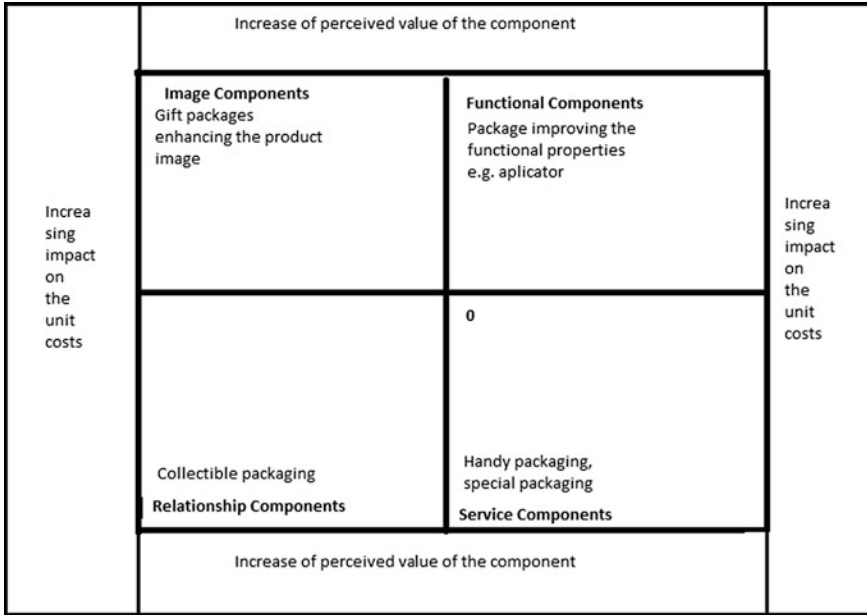 Increase of perceived value of the component
Image Components
Gift packages
enhancing the product
image
Functional Components
Package improving the
functional properties
e.g. aplicator
Increa
sing
impact
on
the
unit
costs
Increa
sing
impact
on
the
unit
costs
0
Collectible packaging
Relationship Components
Handy packaging,
special packaging
Service Components
Increase of perceived value of the component